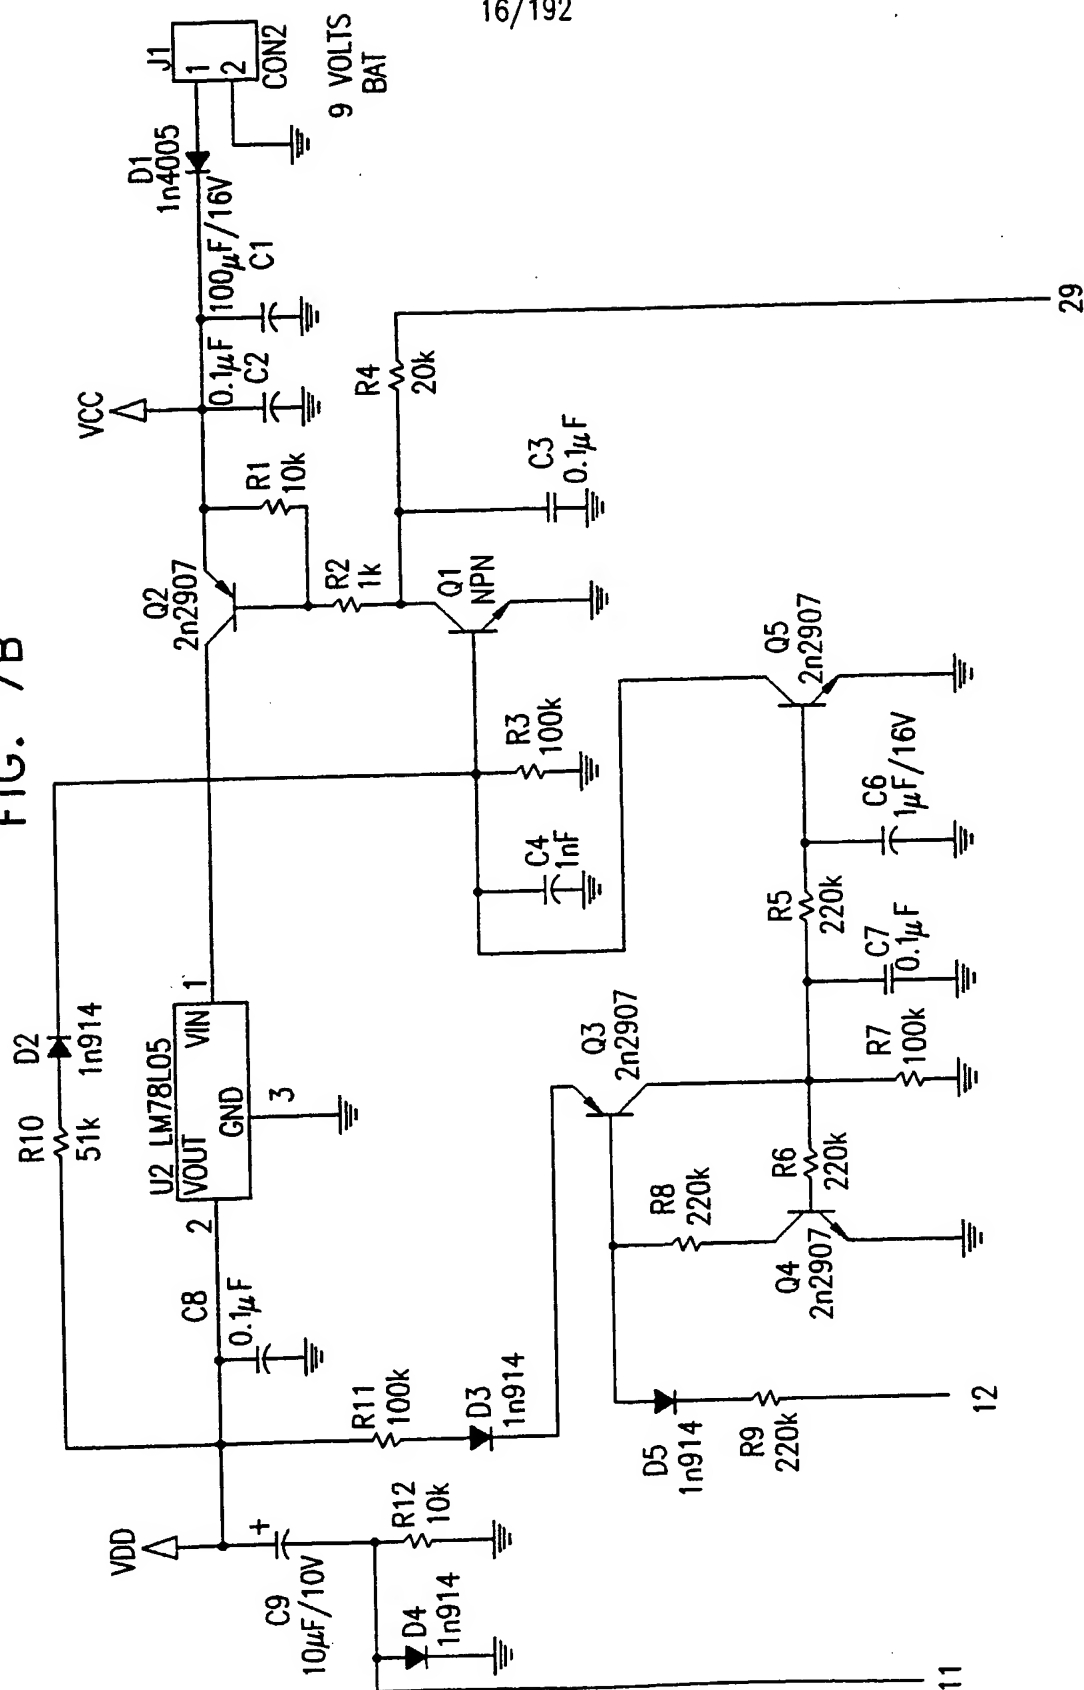 16/192
FIG. 7B
J1
1
2
CON2
9 VOLTS
BAT
D1
1n4005
100μF/16V
C1
0.1μF
C2
VCC
R1
10k
Q2
2n2907
R2
1k
R4
20k
29
C3
0.1μF
Q1
NPN
R3
100k
C4
1nF
Q5
2n2907
C6
1μF/16V
R5
220k
C7
0.1μF
R7
100k
Q3
2n2907
R6
220k
Q4
2n2907
R8
220k
D2
1n914
R10
51k
U2 LM78L05
VIN
VOUT
GND
1
2
3
C8
0.1μF
R11
100k
D3
1n914
D5
1n914
R9
220k
12
VDD
+
C9
10μF/10V
R12
10k
D4
1n914
11